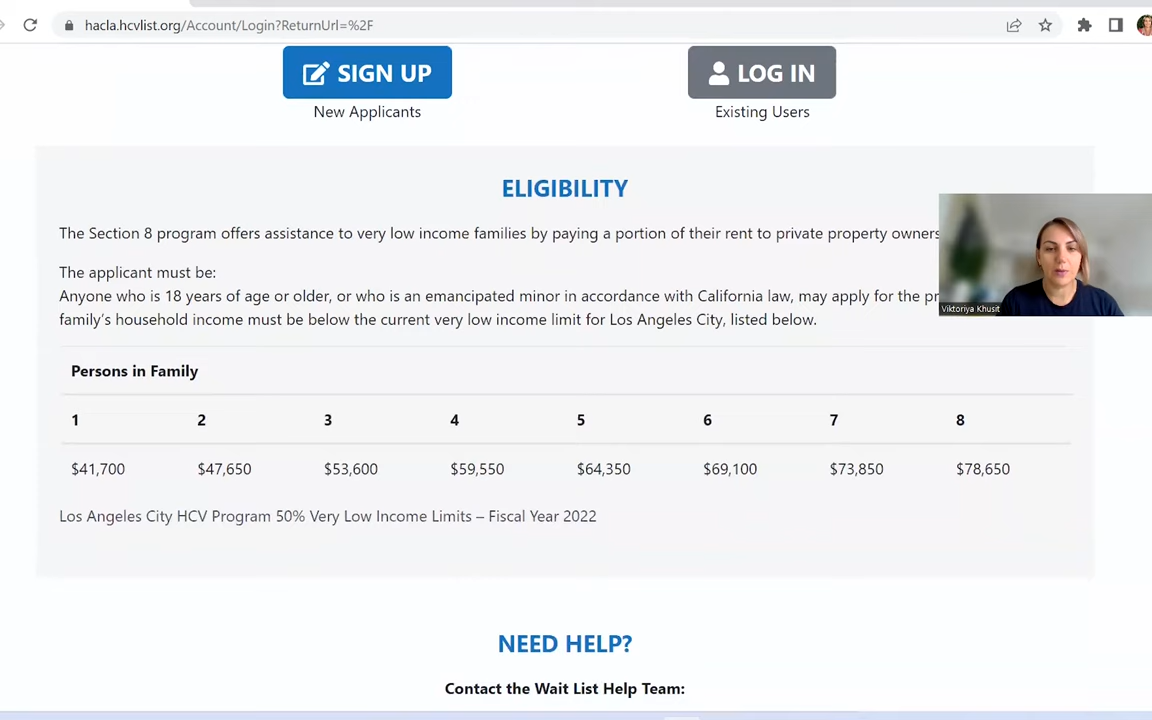 hacla.hcvlist.org/Account/Login?ReturnUrl=%2F
SIGN UP
LOG IN
New Applicants
Existing Users
ELIGIBILITY
The Section 8 program offers assistance to very low income families by paying a portion of their rent to private property owners
The applicant must be:
Anyone who is 18 years of age or older, or who is an emancipated minor in accordance with California law, may apply for the
family's household income must be below the current very low income limit for Los Angeles City, listed below.
Viktoriya Khusit
Persons in Family
1 2 3 4 5 6 7 8
$41,700 $47,650 $53,600 $59,550 $64,350 $69,100 $73,850 $78,650
Los Angeles City HCV Program 50% Very Low Income Limits – Fiscal Year 2022
NEED HELP?
Contact the Wait List Help Team: